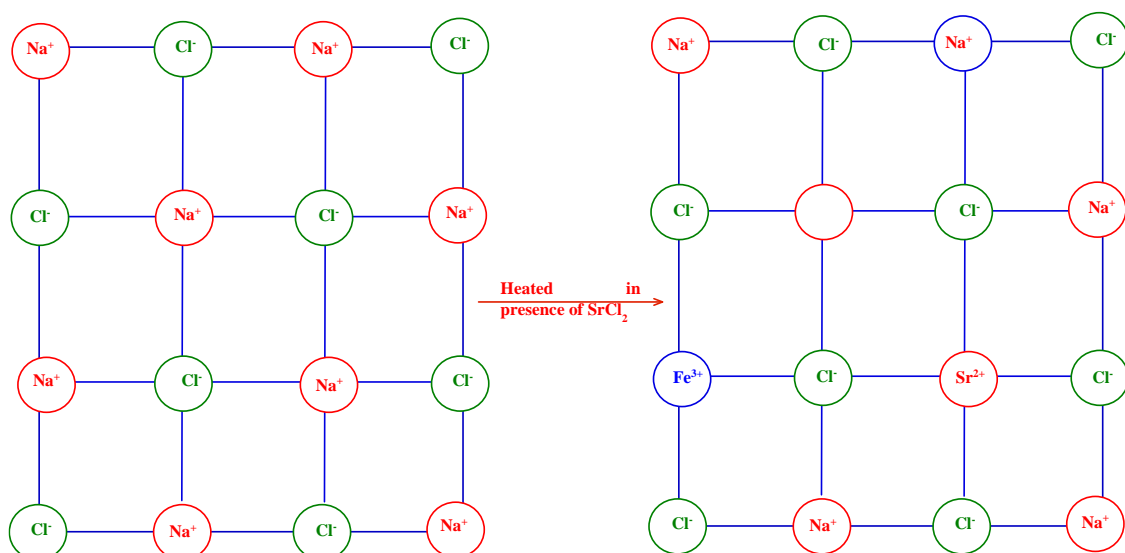 Na⁺ Cl⁻ Na⁺ Cl⁻
Cl⁻ Na⁺ Cl⁻ Na⁺
Na⁺ Cl⁻ Na⁺ Cl⁻
Cl⁻ Na⁺ Cl⁻ Na⁺
Heated in
presence of SrCl₂
Na⁺ Cl⁻ Na⁺ Cl⁻
Cl⁻ Cl⁻ Na⁺
Fe³⁺ Cl⁻ Sr²⁺ Cl⁻
Cl⁻ Na⁺ Cl⁻ Na⁺